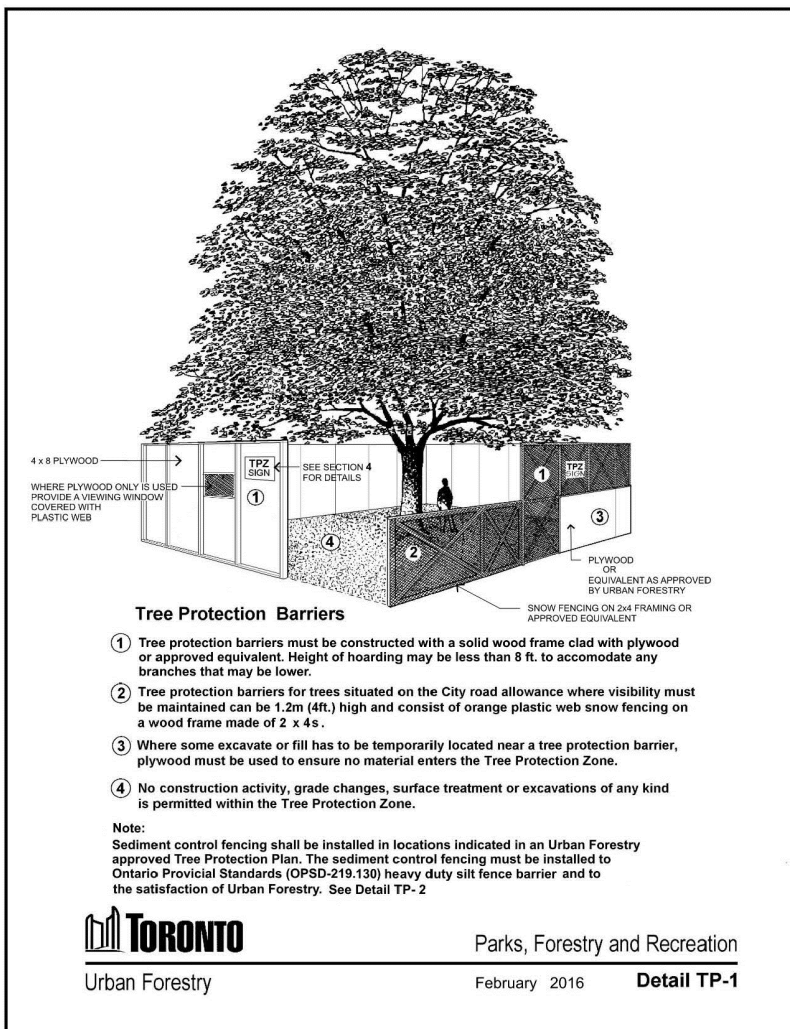 4 x 8 PLYWOOD
WHERE PLYWOOD ONLY IS USED
PROVIDE A VIEWING WINDOW
COVERED WITH
PLASTIC WEB
TPZ
SIGN
1
SEE SECTION 4
FOR DETAILS
4
2
1
TPZ
SIGN
3
PLYWOOD
OR
EQUIVALENT AS APPROVED
BY URBAN FORESTRY
SNOW FENCING ON 2x4 FRAMING OR
APPROVED EQUIVALENT
Tree Protection Barriers
1 Tree protection barriers must be constructed with a solid wood frame clad with plywood
or approved equivalent. Height of hoarding may be less than 8 ft. to accomodate any
branches that may be lower.
2 Tree protection barriers for trees situated on the City road allowance where visibility must
be maintained can be 1.2m (4ft.) high and consist of orange plastic web snow fencing on
a wood frame made of 2 x 4s.
3 Where some excavate or fill has to be temporarily located near a tree protection barrier,
plywood must be used to ensure no material enters the Tree Protection Zone.
4 No construction activity, grade changes, surface treatment or excavations of any kind
is permitted within the Tree Protection Zone.
Note:
Sediment control fencing shall be installed in locations indicated in an Urban Forestry
approved Tree Protection Plan. The sediment control fencing must be installed to
Ontario Provicial Standards (OPSD-219.130) heavy duty silt fence barrier and to
the satisfaction of Urban Forestry. See Detail TP- 2
TORONTO
Parks, Forestry and Recreation
Urban Forestry
February 2016
Detail TP-1